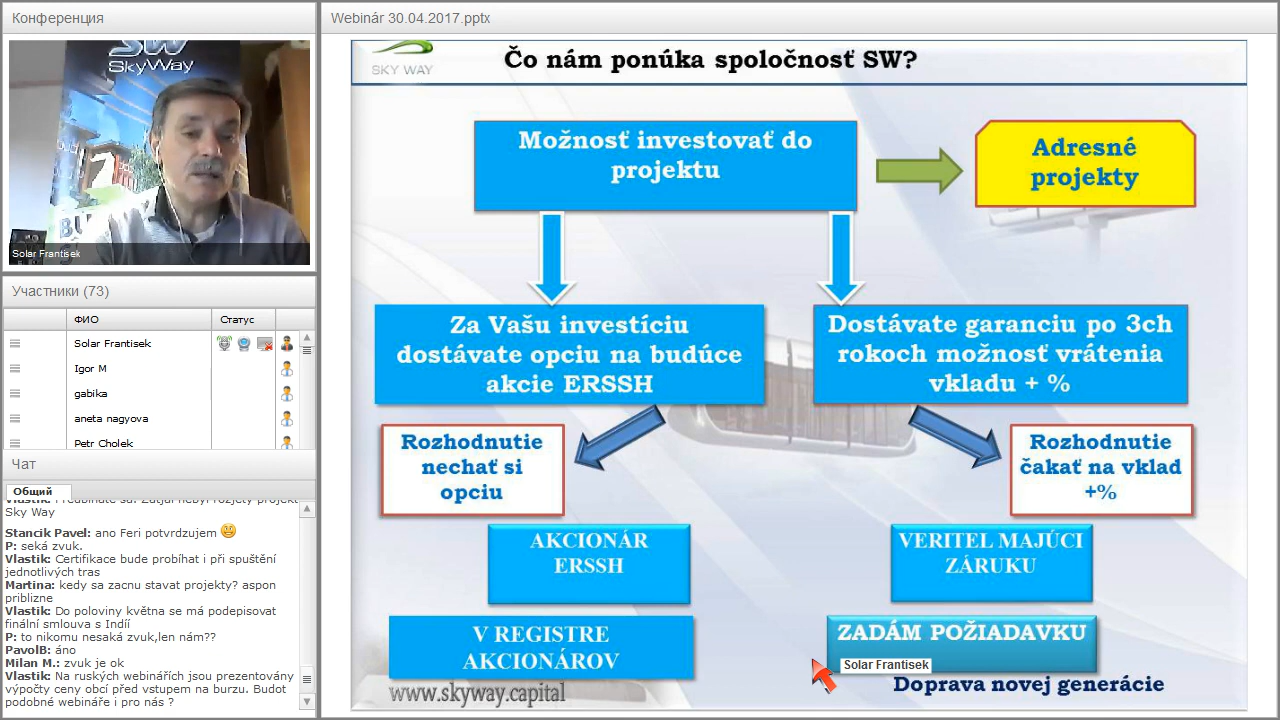 Конференция
SW
SkyWay
BU
Solar Frantisek
Участники (73)
ФИО
Статус
Solar Frantisek
Igor M
gabika
aneta nagyova
Petr Cholek
Чат
Общий
Sky Way
Stancik Pavel: ano Feri potvrdzujem
P: seká zvuk.
Vlastik: Certifikace bude probíhat i při spuštění
jednotlivých tras
Martina: kedy sa zacnu stavat projekty? aspon
priblizne
Vlastik: Do poloviny května se má podepisovat
finální smlouva s Indíí
P: to nikomu nesaká zvuk,len nám??
PavolB: áno
Milan M.: zvuk je ok
Vlastik: Na ruských webinářích jsou prezentovány
výpočty ceny obcí před vstupem na burzu. Budot
podobné webináře i pro nás ?
Webinár 30.04.2017.pptx
SKY WAY
Čo nám ponúka spoločnosť SW?
Možnosť investovať do
projektu
Adresné
projekty
Za Vašu investíciu
dostávate opciu na budúce
akcie ERSSH
Dostávate garanciu po 3ch
rokoch možnosť vrátenia
vkladu + %
Rozhodnutie
nechať si
opciu
Rozhodnutie
čakať na vklad
+%
AKCIONÁR
ERSSH
VERITEL MAJÚCI
ZÁRUKU
V REGISTRE
AKCIONÁROV
ZADÁM POŽIADAVKU
Solar Frantisek
www.skyway.capital
Doprava novej generácie